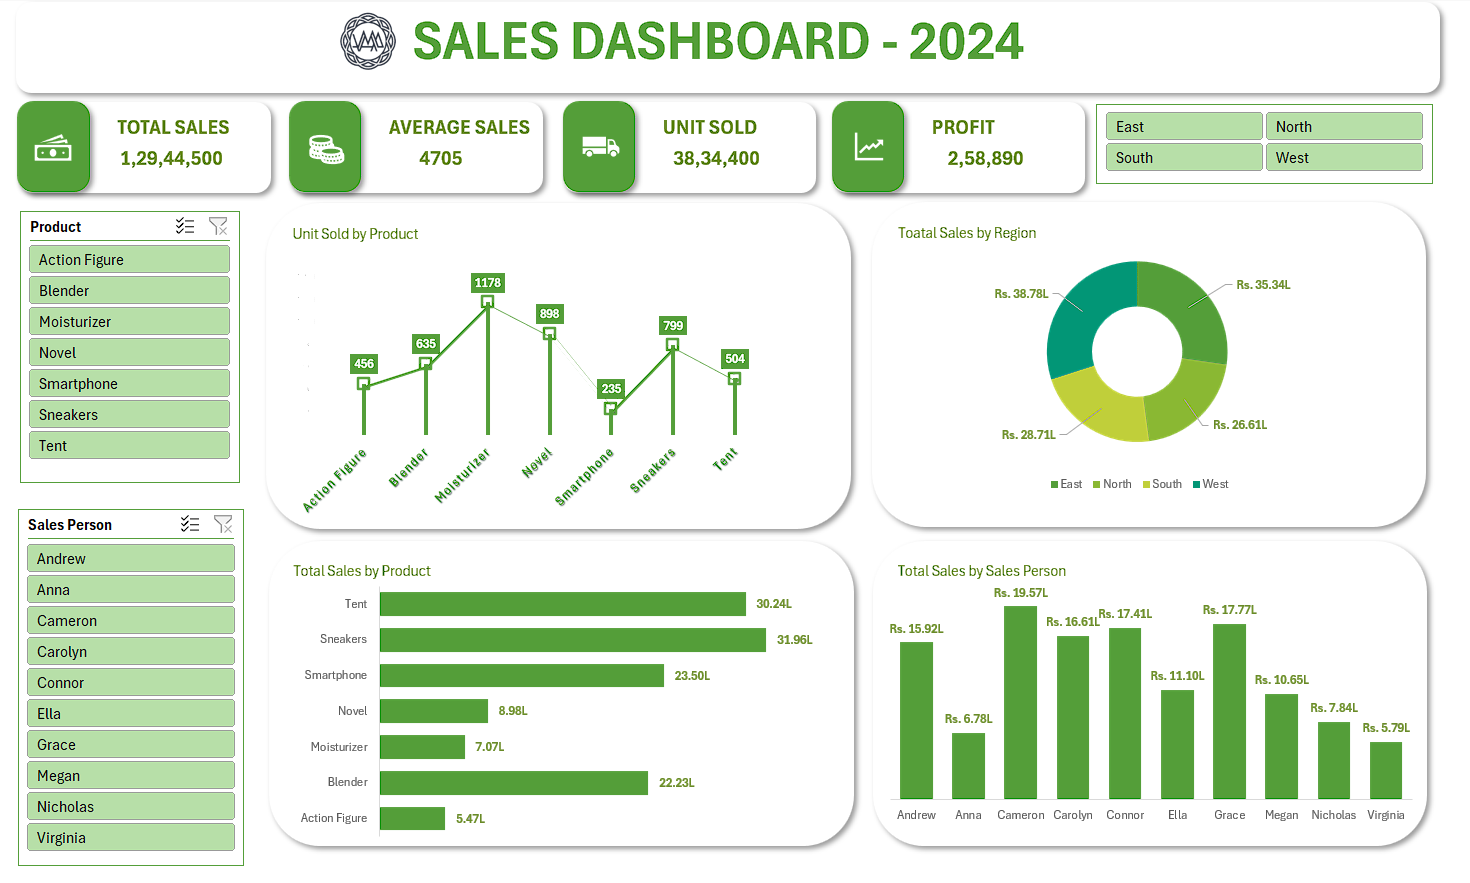 SALES DASHBOARD - 2024
TOTAL SALES
1,29,44,500
AVERAGE SALES
4705
UNIT SOLD
38,34,400
PROFIT
2,58,890
East
North
South
West
Product
Action Figure
Blender
Moisturizer
Novel
Smartphone
Sneakers
Tent
Sales Person
Andrew
Anna
Cameron
Carolyn
Connor
Ella
Grace
Megan
Nicholas
Virginia
Unit Sold by Product
456
635
1178
898
235
799
504
Action Figure
Blender
Moisturizer
Novel
Smartphone
Sneakers
Tent
Toatal Sales by Region
Rs. 38.78L
Rs. 35.34L
Rs. 28.71L
Rs. 26.61L
East North South West
Total Sales by Product
Tent 30.24L
Sneakers 31.96L
Smartphone 23.50L
Novel 8.98L
Moisturizer 7.07L
Blender 22.23L
Action Figure 5.47L
Total Sales by Sales Person
Rs. 15.92L
Rs. 6.78L
Rs. 19.57L
Rs. 16.61L
Rs. 17.41L
Rs. 11.10L
Rs. 17.77L
Rs. 10.65L
Rs. 7.84L
Rs. 5.79L
Andrew Anna Cameron Carolyn Connor Ella Grace Megan Nicholas Virginia